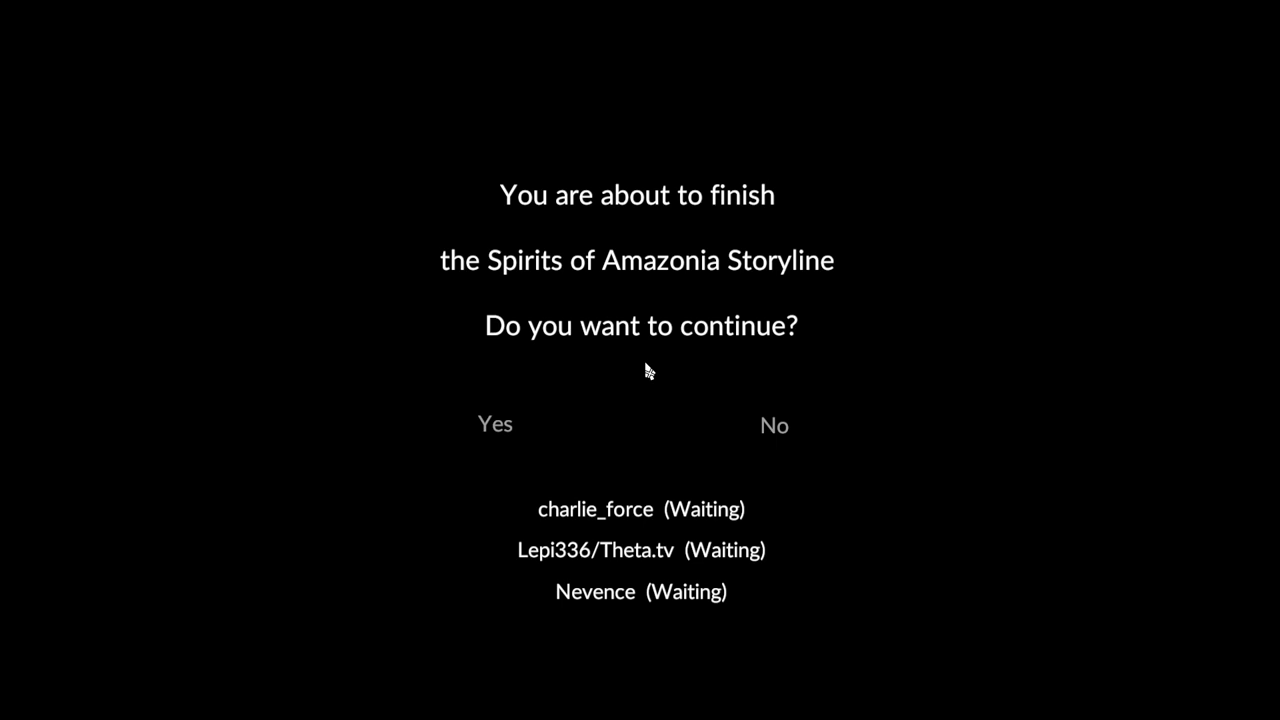 You are about to finish
the Spirits of Amazonia Storyline
Do you want to continue?
Yes No
charlie_force (Waiting)
Lepi336/Theta.tv (Waiting)
Nevence (Waiting)